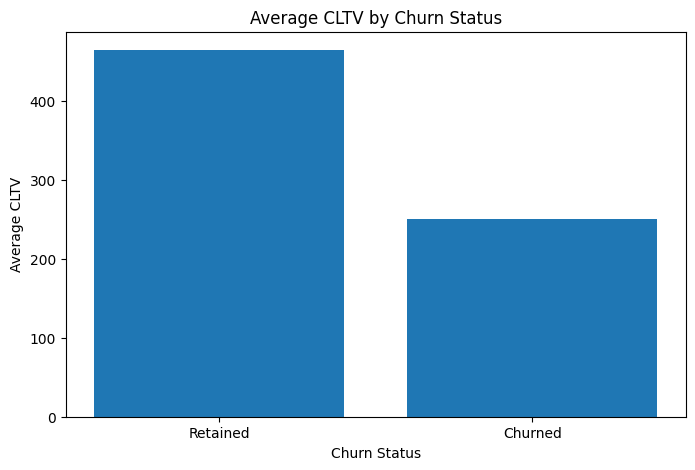 Average CLTV by Churn Status
Average CLTV
400
300
200
100
0
Retained
Churned
Churn Status